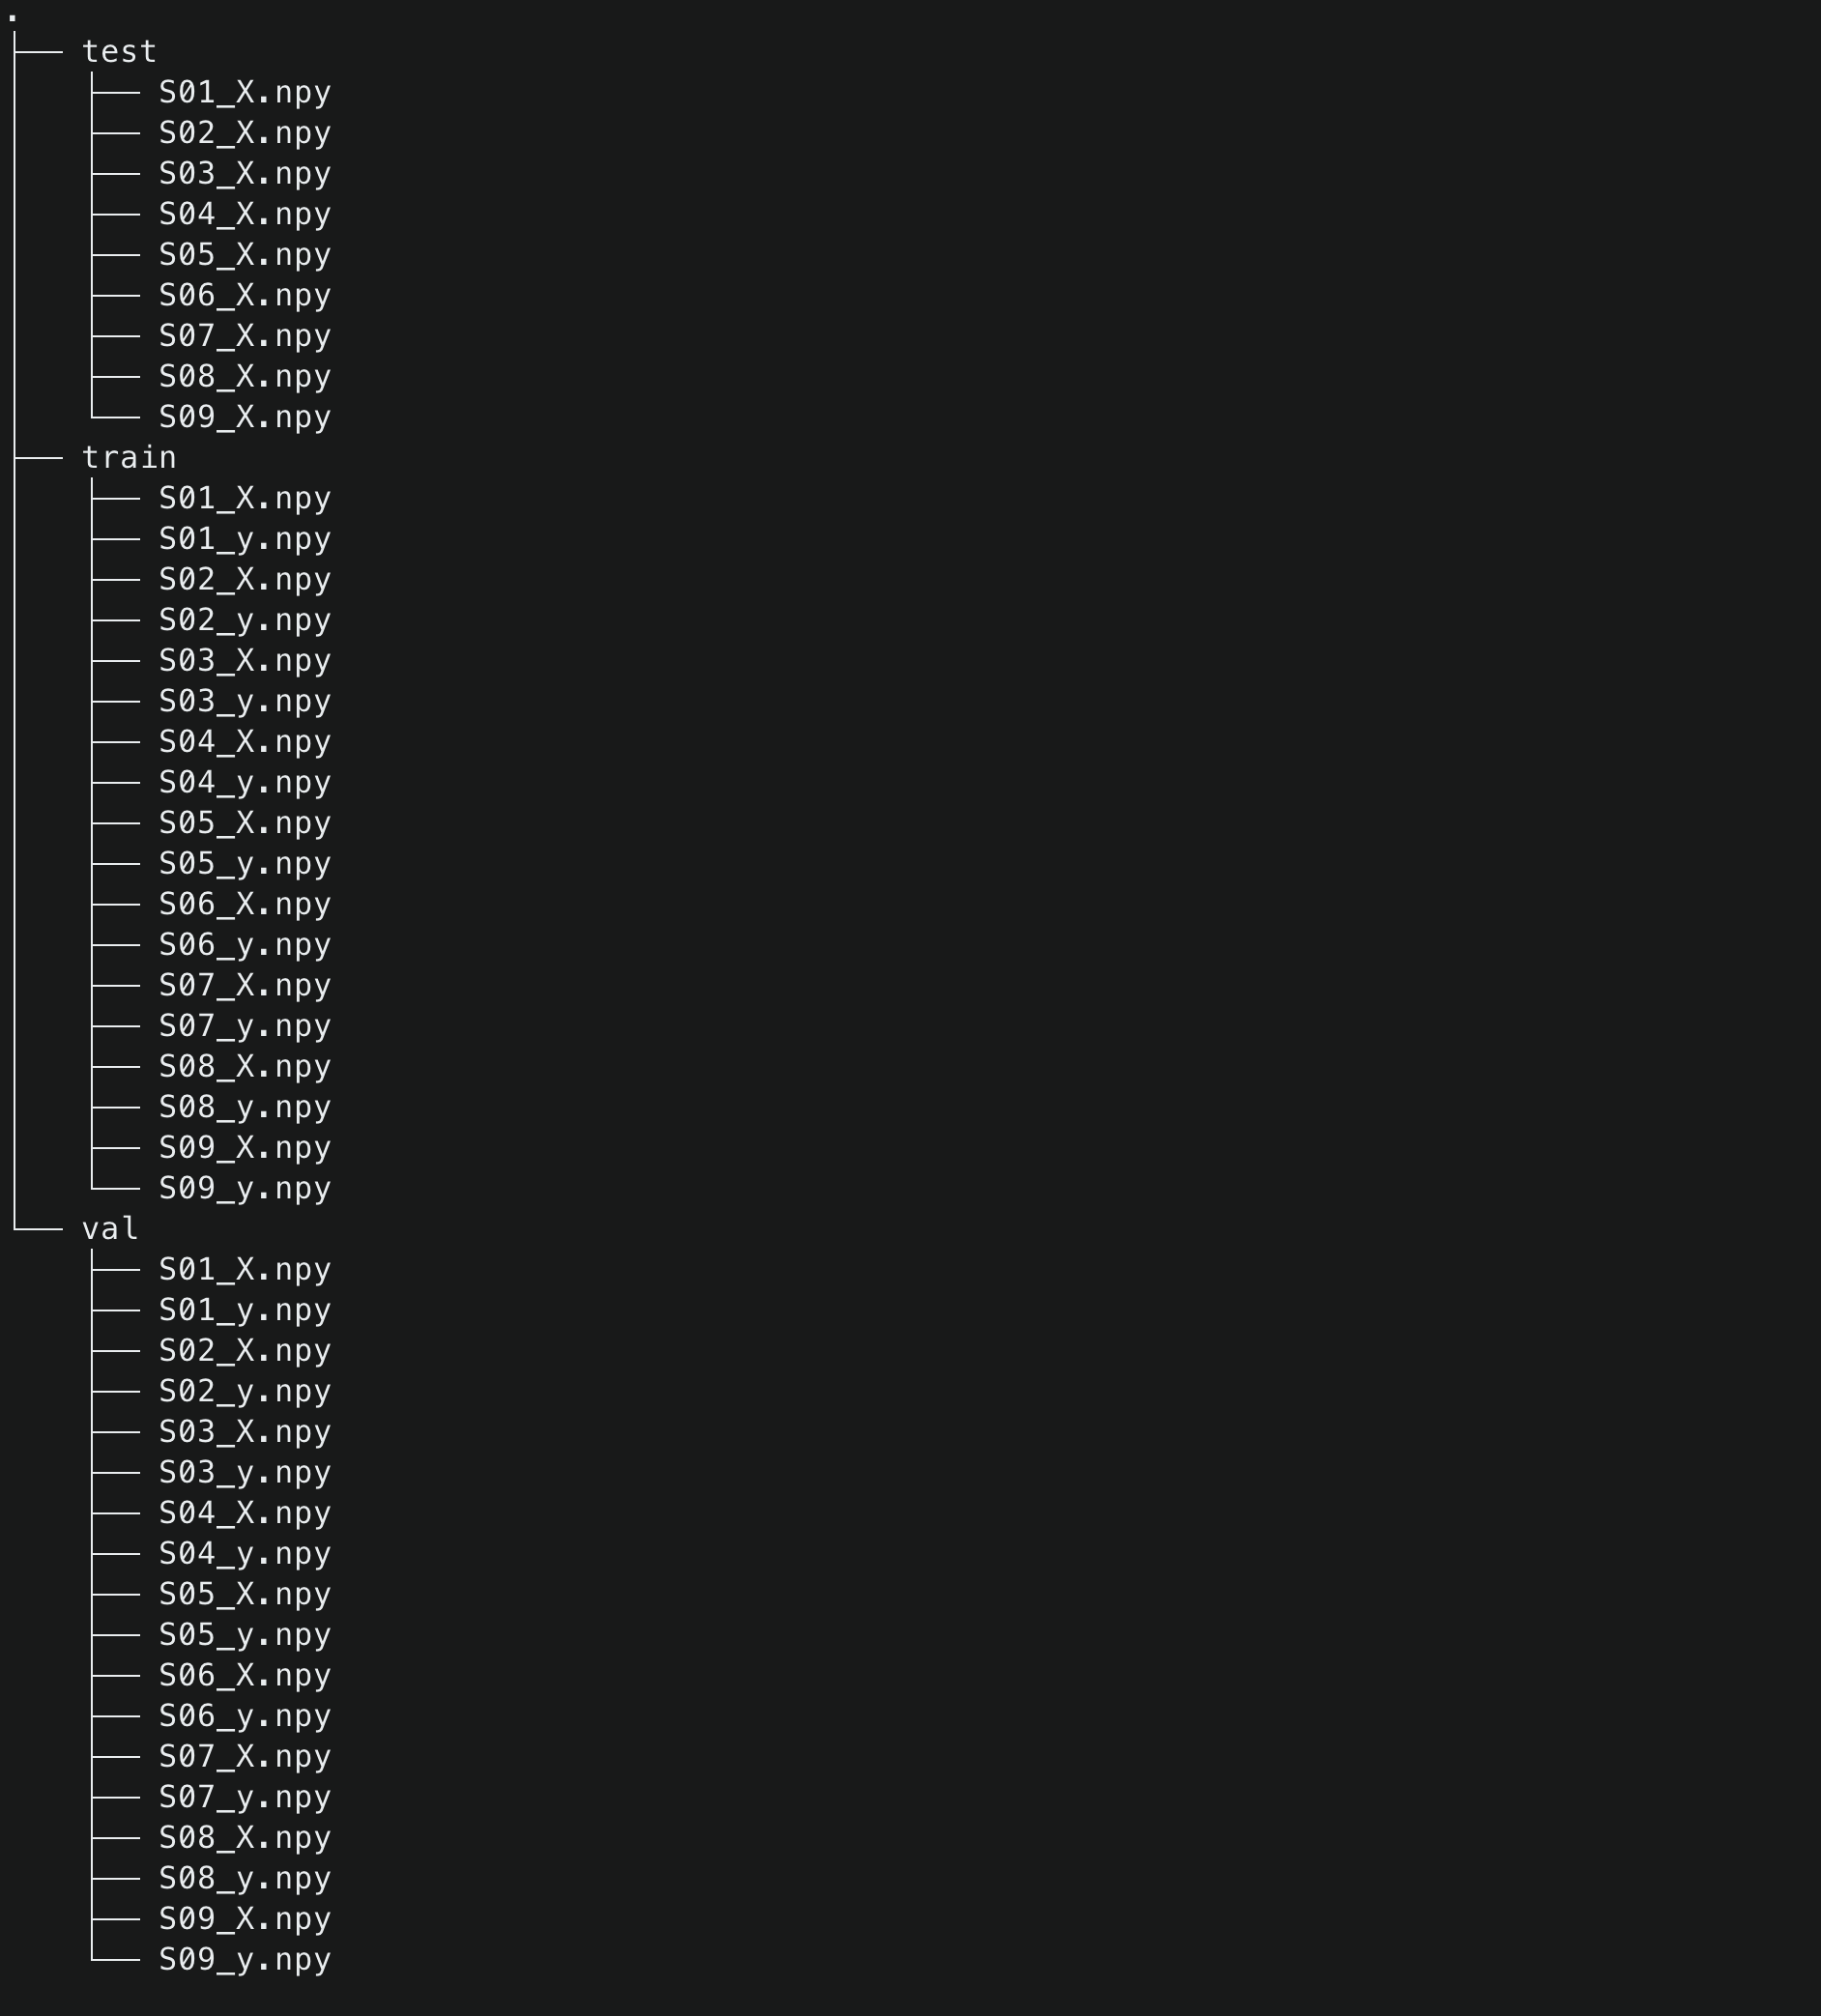 .
├── test
│   ├── S01_X.npy
│   ├── S02_X.npy
│   ├── S03_X.npy
│   ├── S04_X.npy
│   ├── S05_X.npy
│   ├── S06_X.npy
│   ├── S07_X.npy
│   ├── S08_X.npy
│   └── S09_X.npy
├── train
│   ├── S01_X.npy
│   ├── S01_y.npy
│   ├── S02_X.npy
│   ├── S02_y.npy
│   ├── S03_X.npy
│   ├── S03_y.npy
│   ├── S04_X.npy
│   ├── S04_y.npy
│   ├── S05_X.npy
│   ├── S05_y.npy
│   ├── S06_X.npy
│   ├── S06_y.npy
│   ├── S07_X.npy
│   ├── S07_y.npy
│   ├── S08_X.npy
│   ├── S08_y.npy
│   ├── S09_X.npy
│   └── S09_y.npy
└── val
    ├── S01_X.npy
    ├── S01_y.npy
    ├── S02_X.npy
    ├── S02_y.npy
    ├── S03_X.npy
    ├── S03_y.npy
    ├── S04_X.npy
    ├── S04_y.npy
    ├── S05_X.npy
    ├── S05_y.npy
    ├── S06_X.npy
    ├── S06_y.npy
    ├── S07_X.npy
    ├── S07_y.npy
    ├── S08_X.npy
    ├── S08_y.npy
    ├── S09_X.npy
    └── S09_y.npy